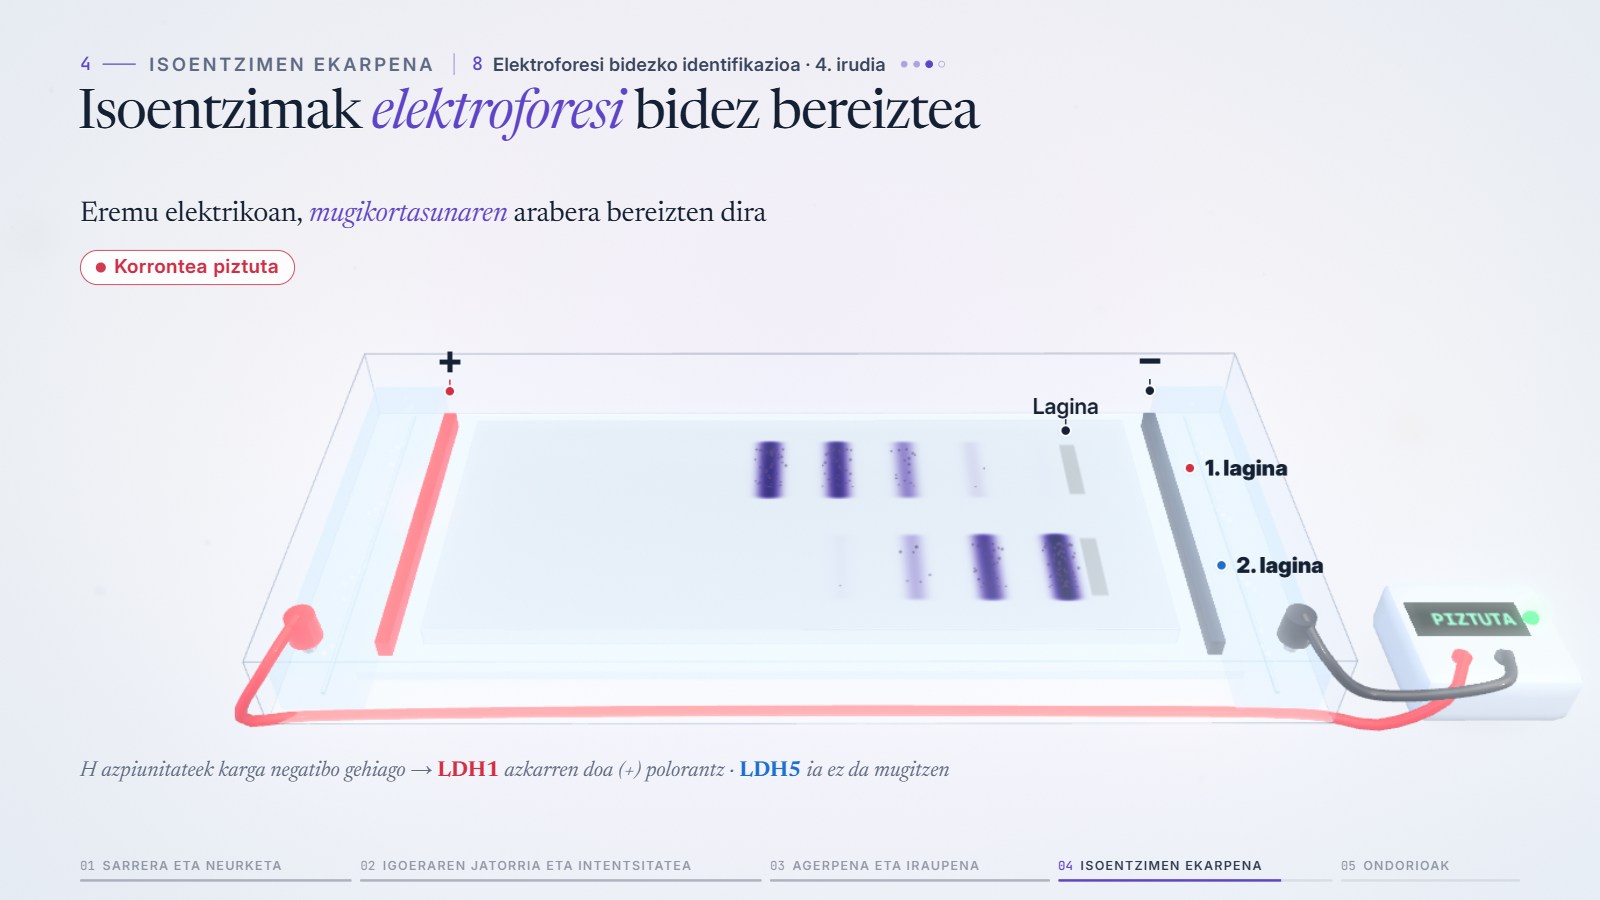 4 — ISOENTZIMEN EKARPENA | 8 Elektroforesi bidezko identifikazioa · 4. irudia
Isoentzimak elektroforesi bidez bereiztea
Eremu elektrikoan, mugikortasunaren arabera bereizten dira
Korrontea piztuta
+
−
Lagina
1. lagina
2. lagina
PIZTUTA
H azpiunitateek karga negatibo gehiago → LDH1 azkarren doa (+) polorantz · LDH5 ia ez da mugitzen
01 SARRERA ETA NEURKETA 02 IGOERAREN JATORRIA ETA INTENTSITATEA 03 AGERPENA ETA IRAUPENA 04 ISOENTZIMEN EKARPENA 05 ONDORIOAK